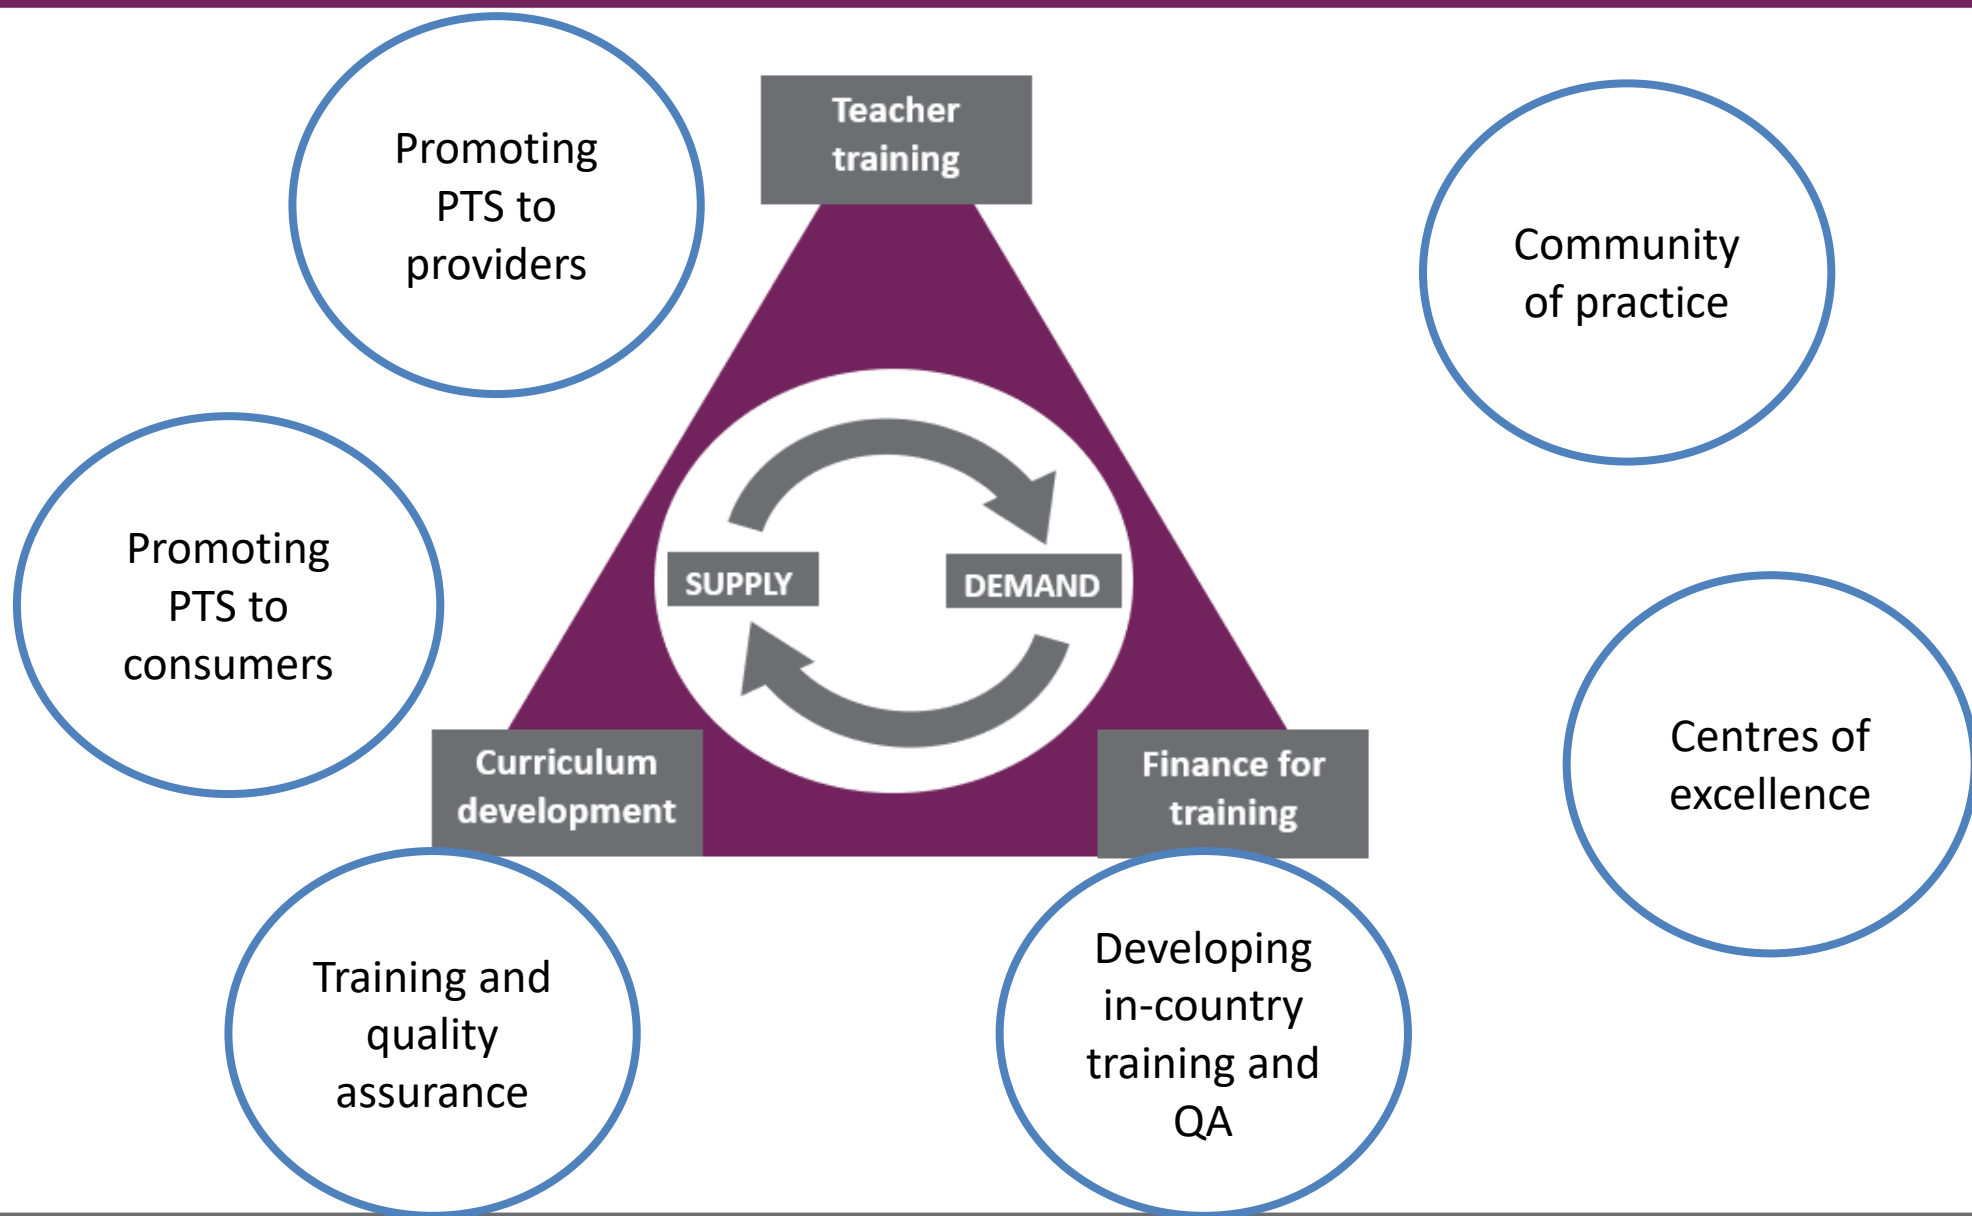 Promoting
PTS to
providers
Teacher
training
Community
of practice
Promoting
PTS to
consumers
SUPPLY
DEMAND
Curriculum
development
Finance for
training
Centres of
excellence
Training and
quality
assurance
Developing
in-country
training and
QA